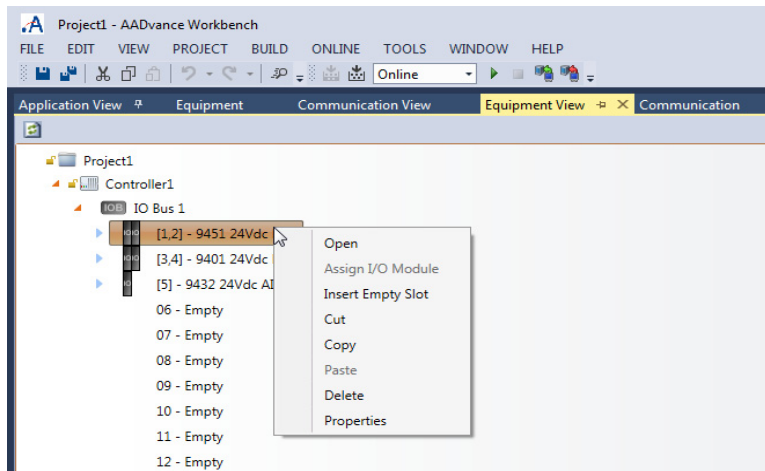 Project1 - AADvance Workbench
FILE EDIT VIEW PROJECT BUILD ONLINE TOOLS WINDOW HELP
Online
Application View Equipment Communication View Equipment View Communication
Project1
Controller1
IOB IO Bus 1
[1,2] - 9451 24Vdc
[3,4] - 9401 24Vdc
[5] - 9432 24Vdc AI
06 - Empty
07 - Empty
08 - Empty
09 - Empty
10 - Empty
11 - Empty
12 - Empty
Open
Assign I/O Module
Insert Empty Slot
Cut
Copy
Paste
Delete
Properties